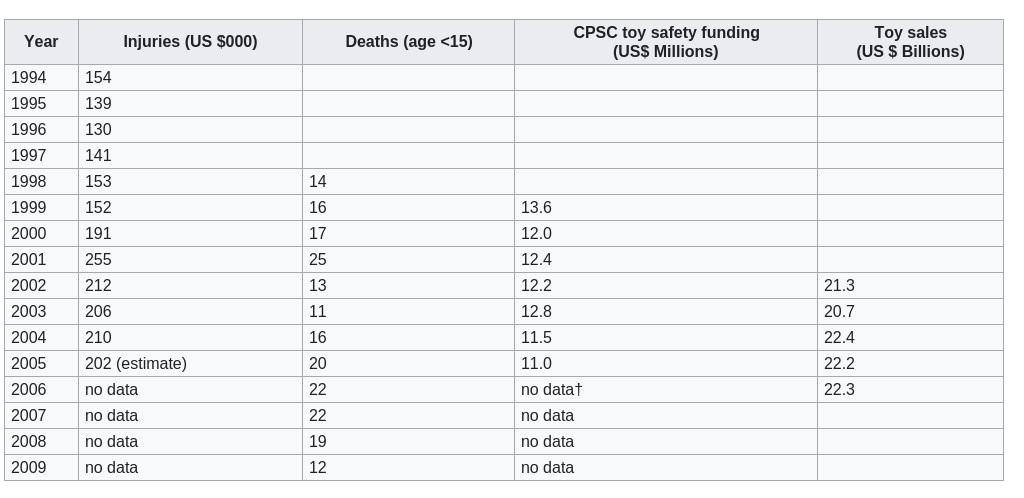 Year Injuries (US $000) Deaths (age <15) CPSC toy safety funding (US$ Millions) Toy sales (US $ Billions)
1994 154
1995 139
1996 130
1997 141
1998 153 14
1999 152 16 13.6
2000 191 17 12.0
2001 255 25 12.4
2002 212 13 12.2 21.3
2003 206 11 12.8 20.7
2004 210 16 11.5 22.4
2005 202 (estimate) 20 11.0 22.2
2006 no data 22 no data† 22.3
2007 no data 22 no data
2008 no data 19 no data
2009 no data 12 no data